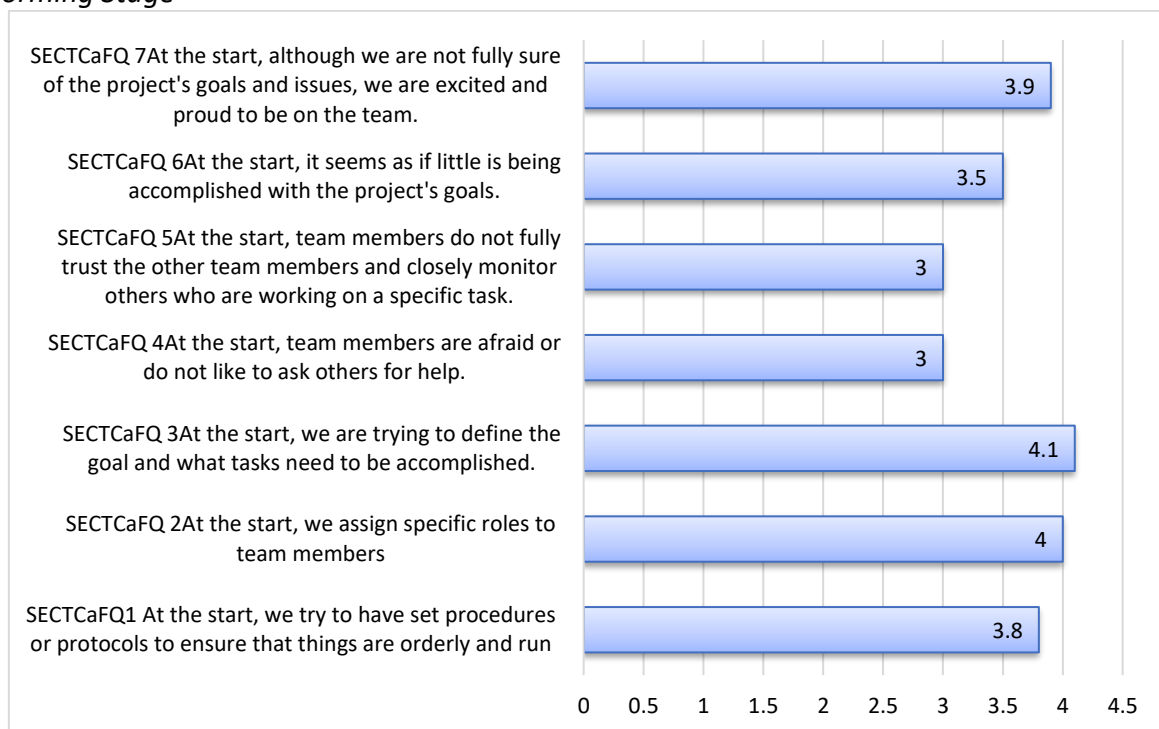 Stage
SECTCaFQ 7At the start, although we are not fully sure
of the project's goals and issues, we are excited and
proud to be on the team.
3.9
SECTCaFQ 6At the start, it seems as if little is being
accomplished with the project's goals.
3.5
SECTCaFQ 5At the start, team members do not fully
trust the other team members and closely monitor
others who are working on a specific task.
3
SECTCaFQ 4At the start, team members are afraid or
do not like to ask others for help.
3
SECTCaFQ 3At the start, we are trying to define the
goal and what tasks need to be accomplished.
4.1
SECTCaFQ 2At the start, we assign specific roles to
team members
4
SECTCaFQ1 At the start, we try to have set procedures
or protocols to ensure that things are orderly and run
3.8
0 0.5 1 1.5 2 2.5 3 3.5 4 4.5